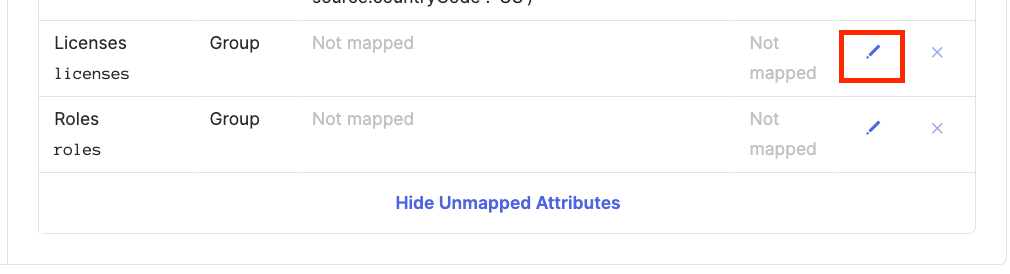 source.countryCode : 'US')
Licenses Group Not mapped Not mapped
licenses
Roles Group Not mapped Not mapped
roles
Hide Unmapped Attributes